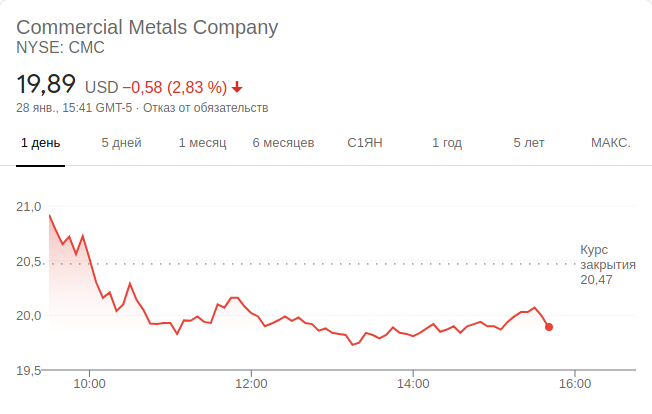 Commercial Metals Company
NYSE: CMC
19,89 USD −0,58 (2,83 %)
28 янв., 15:41 GMT-5 · Отказ от обязательств
1 день 5 дней 1 месяц 6 месяцев С1ЯН 1 год 5 лет МАКС.
21,0
20,5
20,0
19,5
Курс
закрытия
20,47
10:00 12:00 14:00 16:00